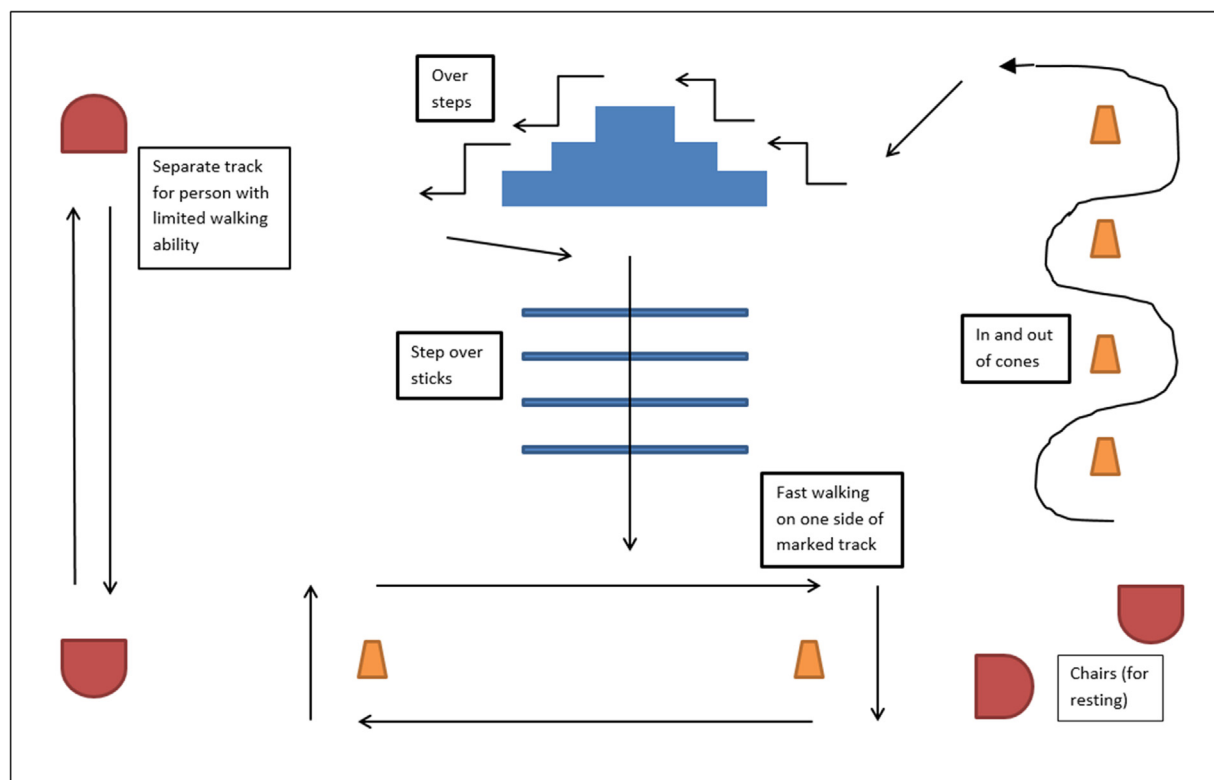 Over
steps
Separate track
for person with
limited walking
ability
Step over
sticks
In and out
of cones
Fast walking
on one side of
marked track
Chairs (for
resting)